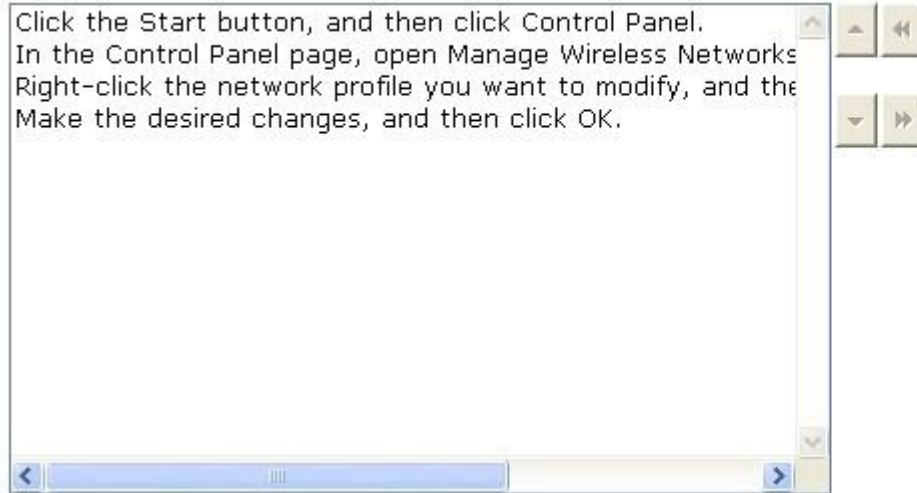 Click the Start button, and then click Control Panel.
In the Control Panel page, open Manage Wireless Networks
Right-click the network profile you want to modify, and the
Make the desired changes, and then click OK.